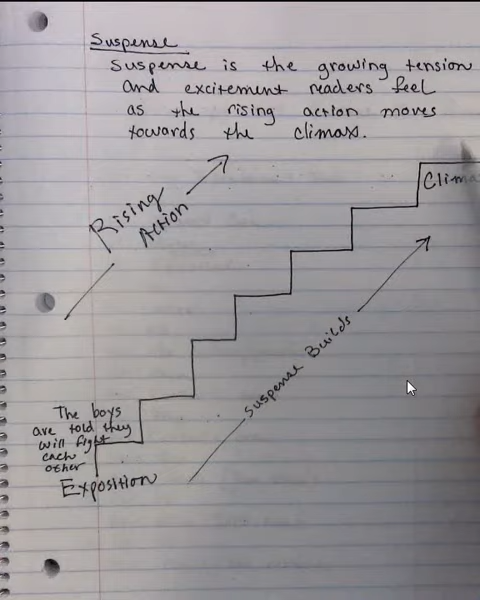 Suspense
Suspense is the growing tension
and excitement readers feel
as the rising action moves
towards the climax.
Rising
Action
Clima
Suspense Builds
The boys
are told they
will fight
each
other
Exposition